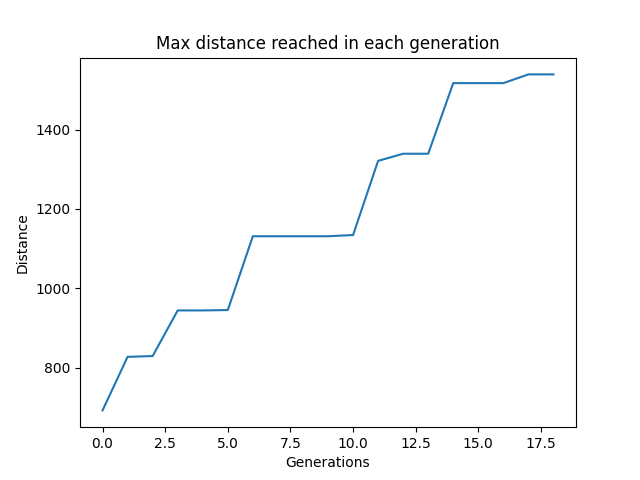 Max distance reached in each generation
1400
1200
1000
800
Distance
0.0 2.5 5.0 7.5 10.0 12.5 15.0 17.5
Generations